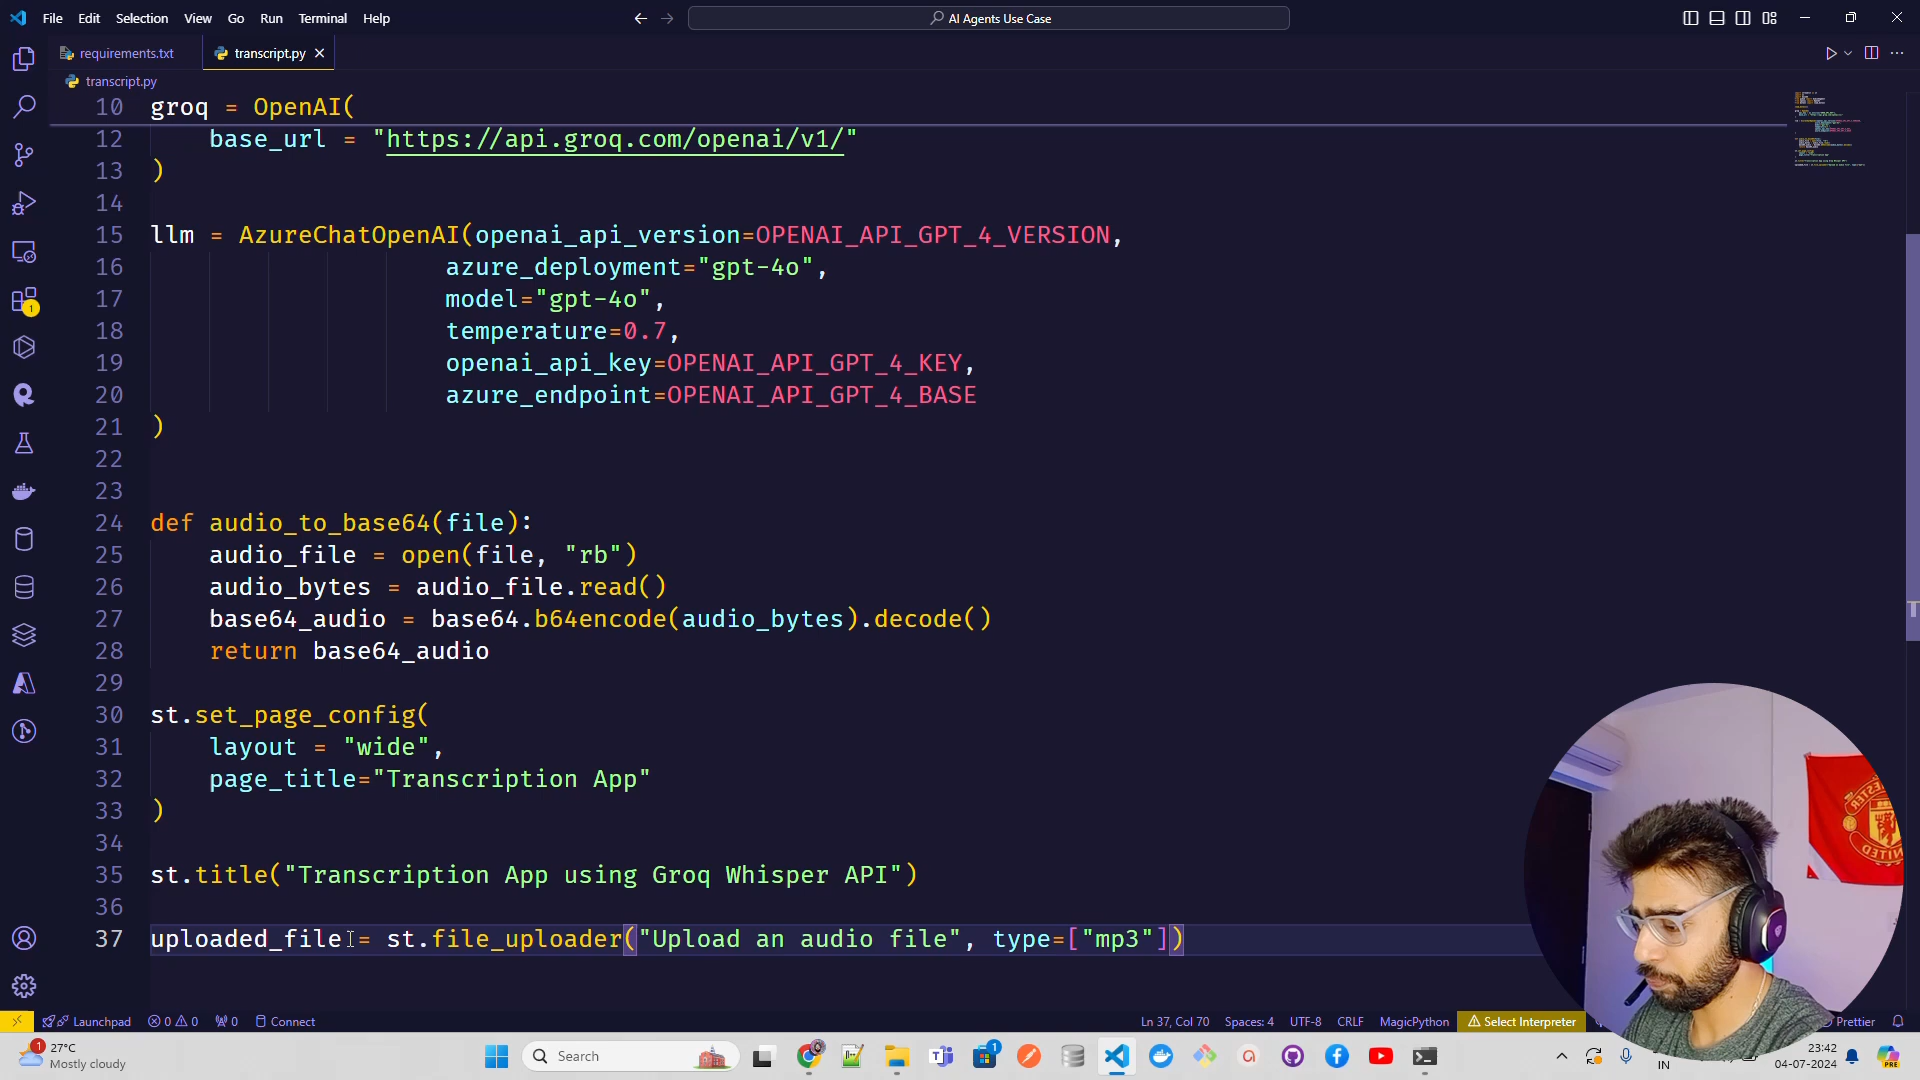 File Edit Selection View Go Run Terminal Help
AI Agents Use Case
requirements.txt
transcript.py
transcript.py
10 groq = OpenAI(
12 base_url = "https://api.groq.com/openai/v1/"
13 )
14
15 llm = AzureChatOpenAI(openai_api_version=OPENAI_API_GPT_4_VERSION,
16 azure_deployment="gpt-4o",
17 model="gpt-4o",
18 temperature=0.7,
19 openai_api_key=OPENAI_API_GPT_4_KEY,
20 azure_endpoint=OPENAI_API_GPT_4_BASE
21 )
22
23
24 def audio_to_base64(file):
25 audio_file = open(file, "rb")
26 audio_bytes = audio_file.read()
27 base64_audio = base64.b64encode(audio_bytes).decode()
28 return base64_audio
29
30 st.set_page_config(
31 layout = "wide",
32 page_title="Transcription App"
33 )
34
35 st.title("Transcription App using Groq Whisper API")
36
37 uploaded_file = st.file_uploader("Upload an audio file", type=["mp3"])
Launchpad 0 0 0 Connect
Ln 37, Col 70 Spaces: 4 UTF-8 CRLF MagicPython Select Interpreter Prettier
27°C
Mostly cloudy
Search
IN
23:42
04-07-2024